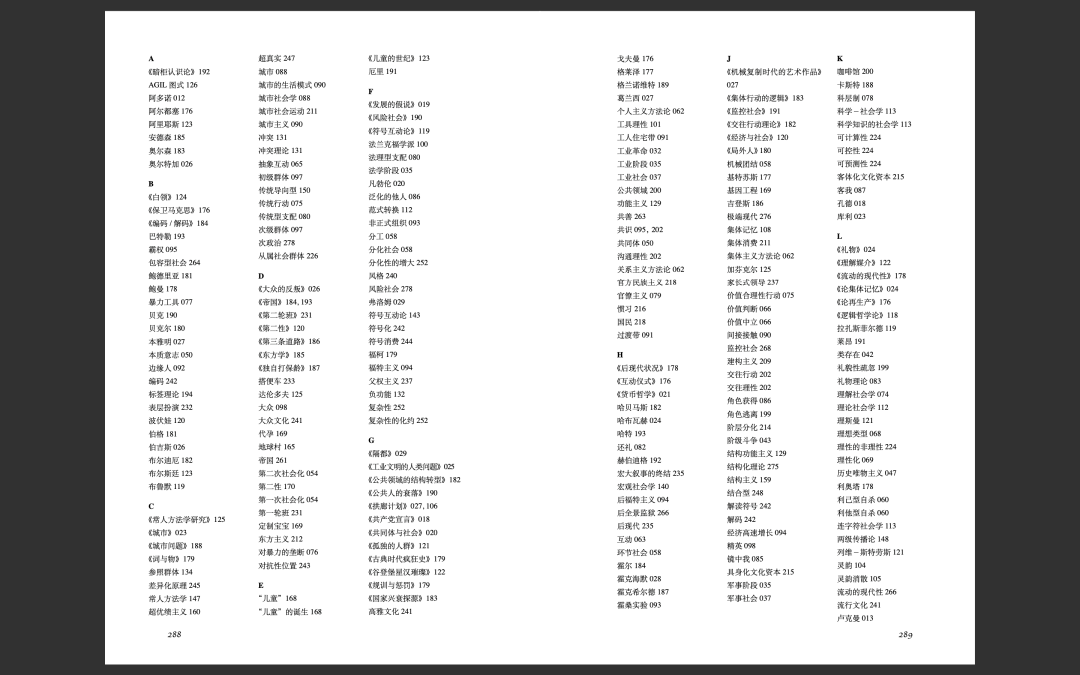 A
《暗相认识论》192
AGIL 图式 126
阿多诺 012
阿尔都塞 176
阿里耶斯 123
安德森 185
奥尔森 183
奥尔特加 026
B
《白领》124
《保卫马克思》176
《编码 / 解码》184
巴特勒 193
霸权 095
包容型社会 264
鲍德里亚 181
鲍曼 178
暴力工具 077
贝克 190
贝克尔 180
本雅明 027
本质意志 050
边缘人 092
编码 242
标签理论 194
表层扮演 232
波伏娃 120
伯格 181
伯吉斯 026
布尔迪厄 182
布尔斯廷 123
布鲁默 119
C
《常人方法学研究》125
《城市》023
《城市问题》188
《词与物》179
参照群体 134
差异化原理 245
常人方法学 147
超优绩主义 160
超真实 247
城市 088
城市的生活模式 090
城市社会学 088
城市社会运动 211
城市主义 090
冲突 131
冲突理论 131
抽象互动 065
初级群体 097
传统导向型 150
传统行动 075
传统型支配 080
次级群体 097
次政治 278
从属社会群体 226
D
《大众的反叛》026
《帝国》184, 193
《第二轮班》231
《第二性》120
《第三条道路》186
《东方学》185
《独自打保龄》187
搭便车 233
达伦多夫 125
大众 098
大众文化 241
代孕 169
地球村 165
帝国 261
第二次社会化 054
第二性 170
第一次社会化 054
第一轮班 231
定制宝宝 169
东方主义 212
对暴力的垄断 076
对抗性位置 243
E
“儿童” 168
“儿童” 的诞生 168
《儿童的世纪》123
厄里 191
F
《发展的假说》019
《风险社会》190
《符号互动论》119
法兰克福学派 100
法理型支配 080
法学阶段 035
凡勃伦 020
泛化的他人 086
范式转换 112
非正式组织 093
分工 058
分化社会 058
分化性的增大 252
风格 240
风险社会 278
弗洛姆 029
符号互动论 143
符号化 242
符号消费 244
福柯 179
福特主义 094
父权主义 237
负功能 132
复杂性 252
复杂性的化约 252
G
《隔都》029
《工业文明的人类问题》025
《公共领域的结构转型》182
《公共人的衰落》190
《拱廊计划》027, 106
《共产党宣言》018
《共同体与社会》020
《孤独的人群》121
《古典时代疯狂史》179
《谷登堡星汉璀璨》122
《规训与惩罚》179
《国家兴衰探源》183
高雅文化 241
288
戈夫曼 176
格莱泽 177
格兰诺维特 189
葛兰西 027
个人主义方法论 062
工具理性 101
工人住宅带 091
工业革命 032
工业阶段 035
工业社会 037
公共领域 200
功能主义 129
共善 263
共识 095, 202
共同体 050
沟通理性 202
关系主义方法论 062
官方民族主义 218
官僚主义 079
惯习 216
国民 218
过渡带 091
H
《后现代状况》178
《互动仪式》176
《货币哲学》021
哈贝马斯 182
哈布瓦赫 024
哈特 193
还礼 082
赫伯迪格 192
宏大叙事的终结 235
宏观社会学 140
后福特主义 094
后全景监狱 266
后现代 235
互动 063
环节社会 058
霍尔 184
霍克海默 028
霍克希尔德 187
霍桑实验 093
J
《机械复制时代的艺术作品》
027
《集体行动的逻辑》183
《监控社会》191
《交往行动理论》182
《经济与社会》120
《局外人》180
机械团结 058
基特苏斯 177
基因工程 169
吉登斯 186
极端现代 276
集体记忆 108
集体消费 211
集体主义方法论 062
加芬克尔 125
家长式领导 237
价值合理性行动 075
价值判断 066
价值中立 066
间接接触 090
监控社会 268
建构主义 209
交往行动 202
交往理性 202
角色获得 086
角色逃离 199
阶层分化 214
阶级斗争 043
结构功能主义 129
结构化理论 275
结构主义 159
结合型 248
解读符号 242
解码 242
经济高速增长 094
精英 098
镜中我 085
具身化文化资本 215
军事阶段 035
军事社会 037
K
咖啡馆 200
卡斯特 188
科层制 078
科学－社会学 113
科学知识的社会学 113
可计算性 224
可控性 224
可预测性 224
客体化文化资本 215
客我 087
孔德 018
库利 023
L
《礼物》024
《理解媒介》122
《流动的现代性》178
《论集体记忆》024
《论再生产》176
《逻辑哲学论》118
拉扎斯菲尔德 119
莱昂 191
类存在 042
礼貌性疏忽 199
礼物理论 083
理解社会学 074
理论社会学 112
理斯曼 121
理想类型 068
理性的非理性 224
理性化 069
历史唯物主义 047
利奥塔 178
利己型自杀 060
利他型自杀 060
连字符社会学 113
两级传播论 148
列维－斯特劳斯 121
灵韵 104
灵韵消散 105
流动的现代性 266
流行文化 241
卢克曼 013
289